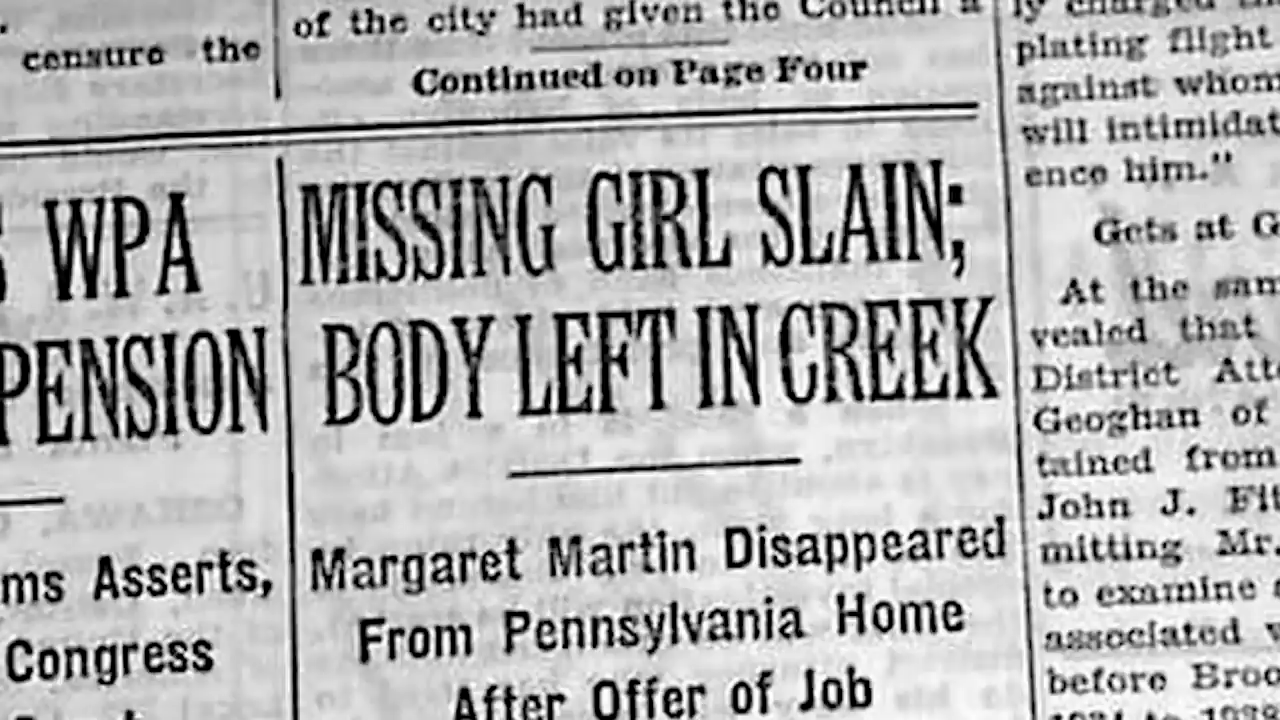 censure the
of the city had given the Council a
Continued on Page Four
WPA
PENSION
ms Asserts,
Congress
MISSING GIRL SLAIN;
BODY LEFT IN CREEK
Margaret Martin Disappeared
From Pennsylvania Home
After Offer of Job
ly charged
plating flight
against whom
will intimidat
ence him."
Gets at G
At the sam
vealed that
District Att
Geoghan of
tained from
John J. Fit
mitting Mr.
to examine
associated
before Broo